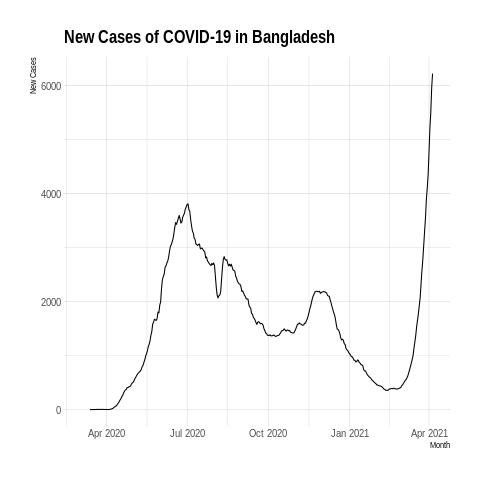 New Cases of COVID-19 in Bangladesh
New Cases
6000
4000
2000
0
Apr 2020 Jul 2020 Oct 2020 Jan 2021 Apr 2021
Month